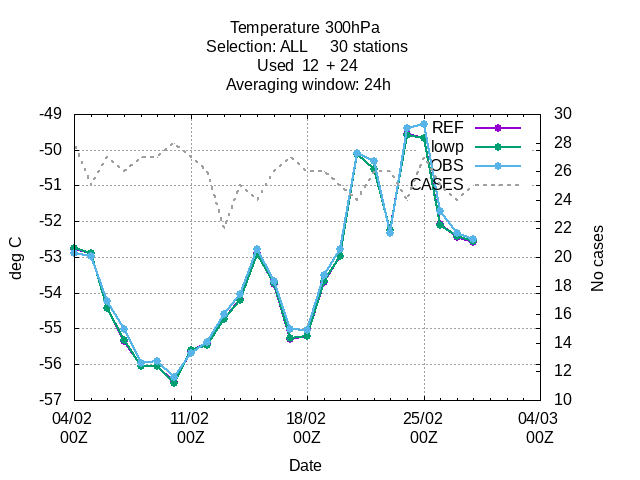 Temperature 300hPa
Selection: ALL 30 stations
Used 12 + 24
Averaging window: 24h
-49
-50
-51
-52
-53
-54
-55
-56
-57
deg C
30
28
26
24
22
20
18
16
14
12
10
No cases
REF
lowp
OBS
CASES
04/02 11/02 18/02 25/02 04/03
00Z 00Z 00Z 00Z 00Z
Date